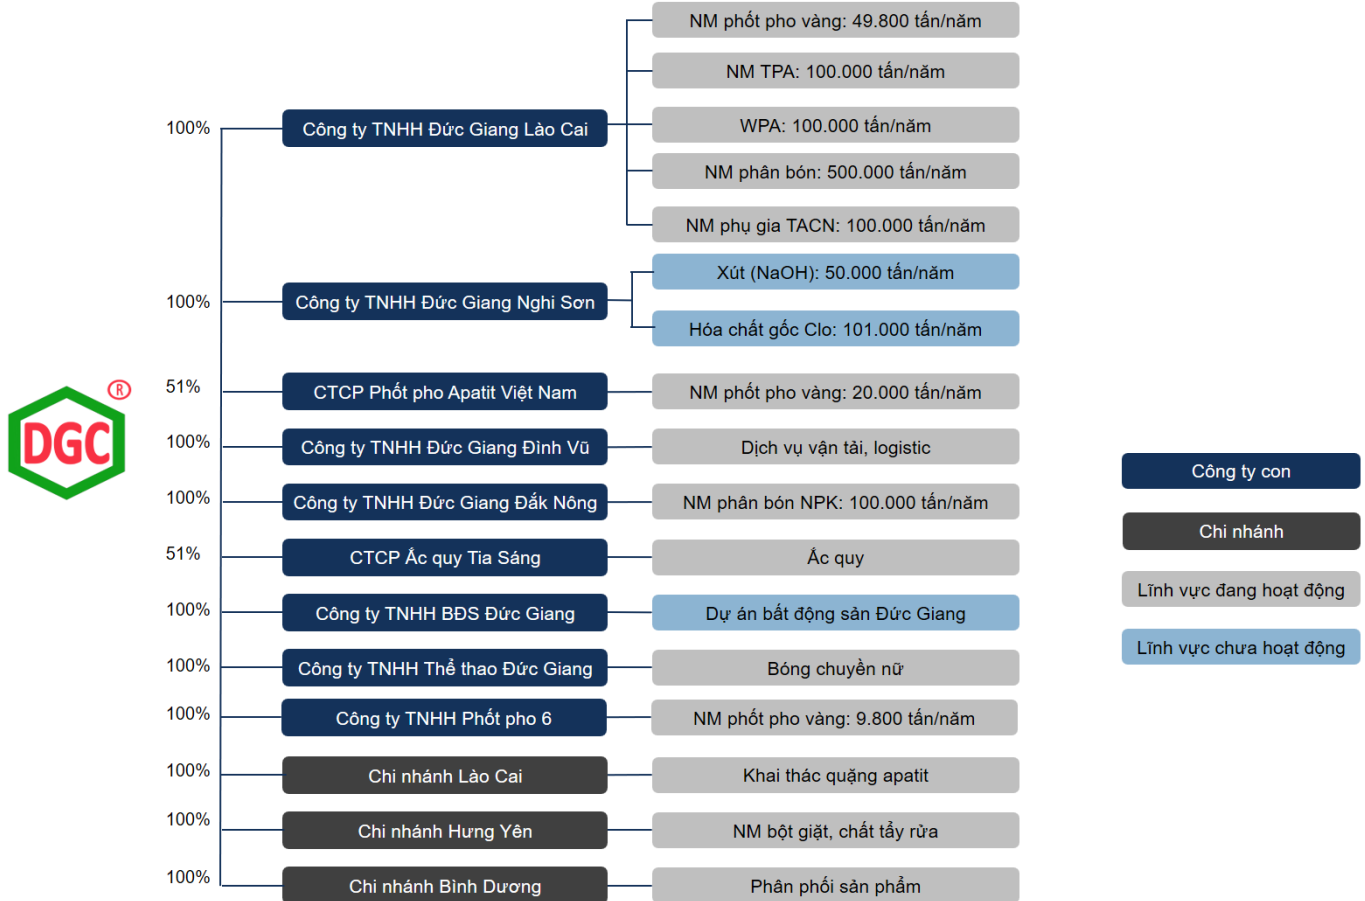 DGC
®
100%
Công ty TNHH Đức Giang Lào Cai
NM phốt pho vàng: 49.800 tấn/năm
NM TPA: 100.000 tấn/năm
WPA: 100.000 tấn/năm
NM phân bón: 500.000 tấn/năm
NM phụ gia TACN: 100.000 tấn/năm
100%
Công ty TNHH Đức Giang Nghi Sơn
Xút (NaOH): 50.000 tấn/năm
Hóa chất gốc Clo: 101.000 tấn/năm
51%
CTCP Phốt pho Apatit Việt Nam
NM phốt pho vàng: 20.000 tấn/năm
100%
Công ty TNHH Đức Giang Đình Vũ
Dịch vụ vận tải, logistic
100%
Công ty TNHH Đức Giang Đắk Nông
NM phân bón NPK: 100.000 tấn/năm
51%
CTCP Ắc quy Tia Sáng
Ắc quy
100%
Công ty TNHH BĐS Đức Giang
Dự án bất động sản Đức Giang
100%
Công ty TNHH Thể thao Đức Giang
Bóng chuyền nữ
100%
Công ty TNHH Phốt pho 6
NM phốt pho vàng: 9.800 tấn/năm
100%
Chi nhánh Lào Cai
Khai thác quặng apatit
100%
Chi nhánh Hưng Yên
NM bột giặt, chất tẩy rửa
100%
Chi nhánh Bình Dương
Phân phối sản phẩm
Công ty con
Chi nhánh
Lĩnh vực đang hoạt động
Lĩnh vực chưa hoạt động